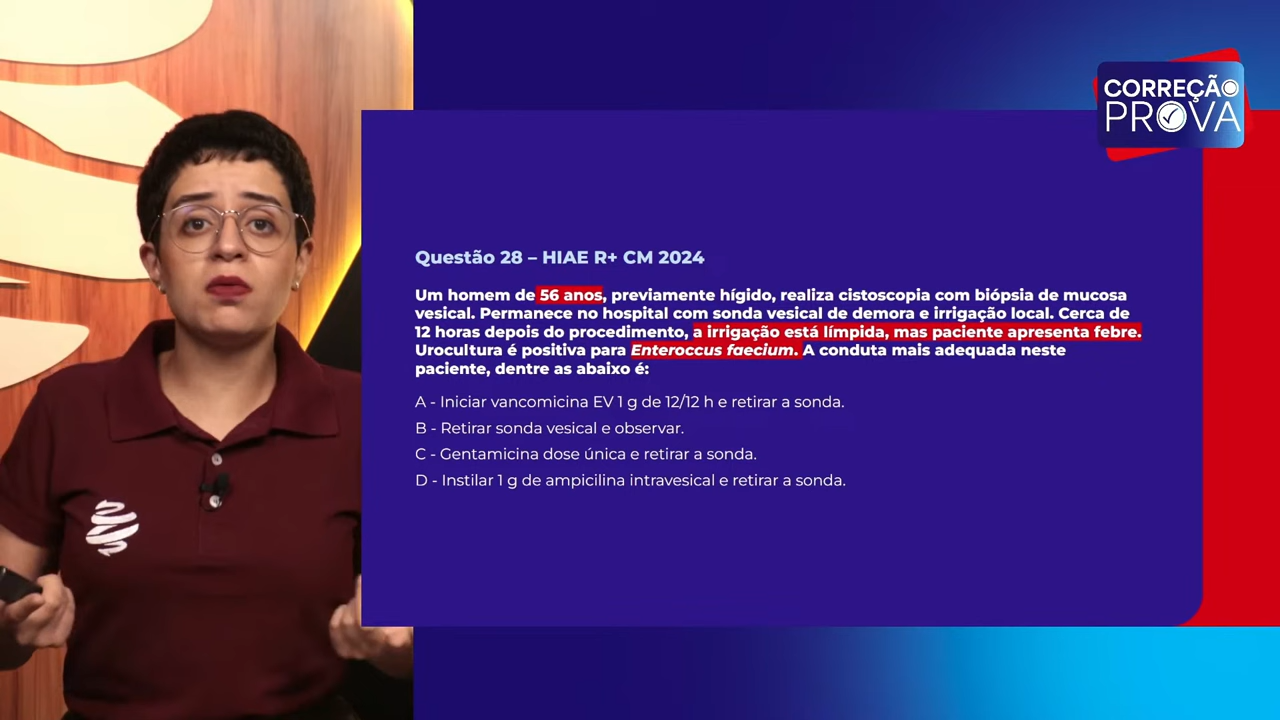 CORREÇÃO
PROVA
Questão 28 – HIAE R+ CM 2024
Um homem de 56 anos, previamente hígido, realiza cistoscopia com biópsia de mucosa
vesical. Permanece no hospital com sonda vesical de demora e irrigação local. Cerca de
12 horas depois do procedimento, a irrigação está límpida, mas paciente apresenta febre.
Urocultura é positiva para Enteroccus faecium. A conduta mais adequada neste
paciente, dentre as abaixo é:
A - Iniciar vancomicina EV 1 g de 12/12 h e retirar a sonda.
B - Retirar sonda vesical e observar.
C - Gentamicina dose única e retirar a sonda.
D - Instilar 1 g de ampicilina intravesical e retirar a sonda.